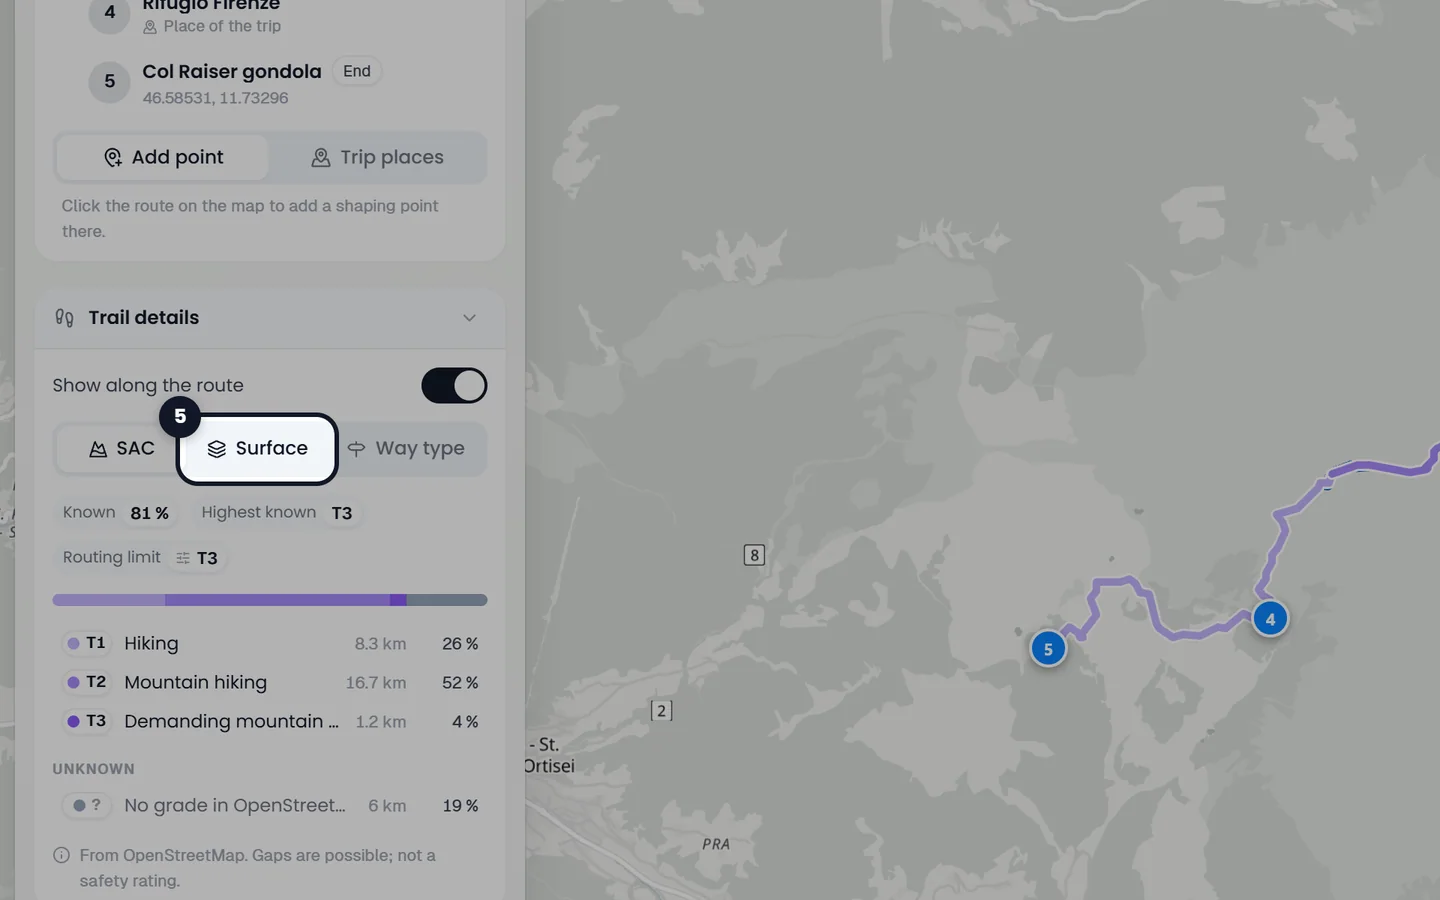 4
Rifugio Firenze
Place of the trip
5
Col Raiser gondola
End
46.58531, 11.73296
Add point
Trip places
Click the route on the map to add a shaping point
there.
Trail details
Show along the route
5
SAC
Surface
Way type
Known 81 %
Highest known T3
Routing limit T3
T1 Hiking 8.3 km 26 %
T2 Mountain hiking 16.7 km 52 %
T3 Demanding mountain ... 1.2 km 4 %
UNKNOWN
? No grade in OpenStreet... 6 km 19 %
From OpenStreetMap. Gaps are possible; not a
safety rating.
8
2
4
5
- St.
Ortisei
PRA